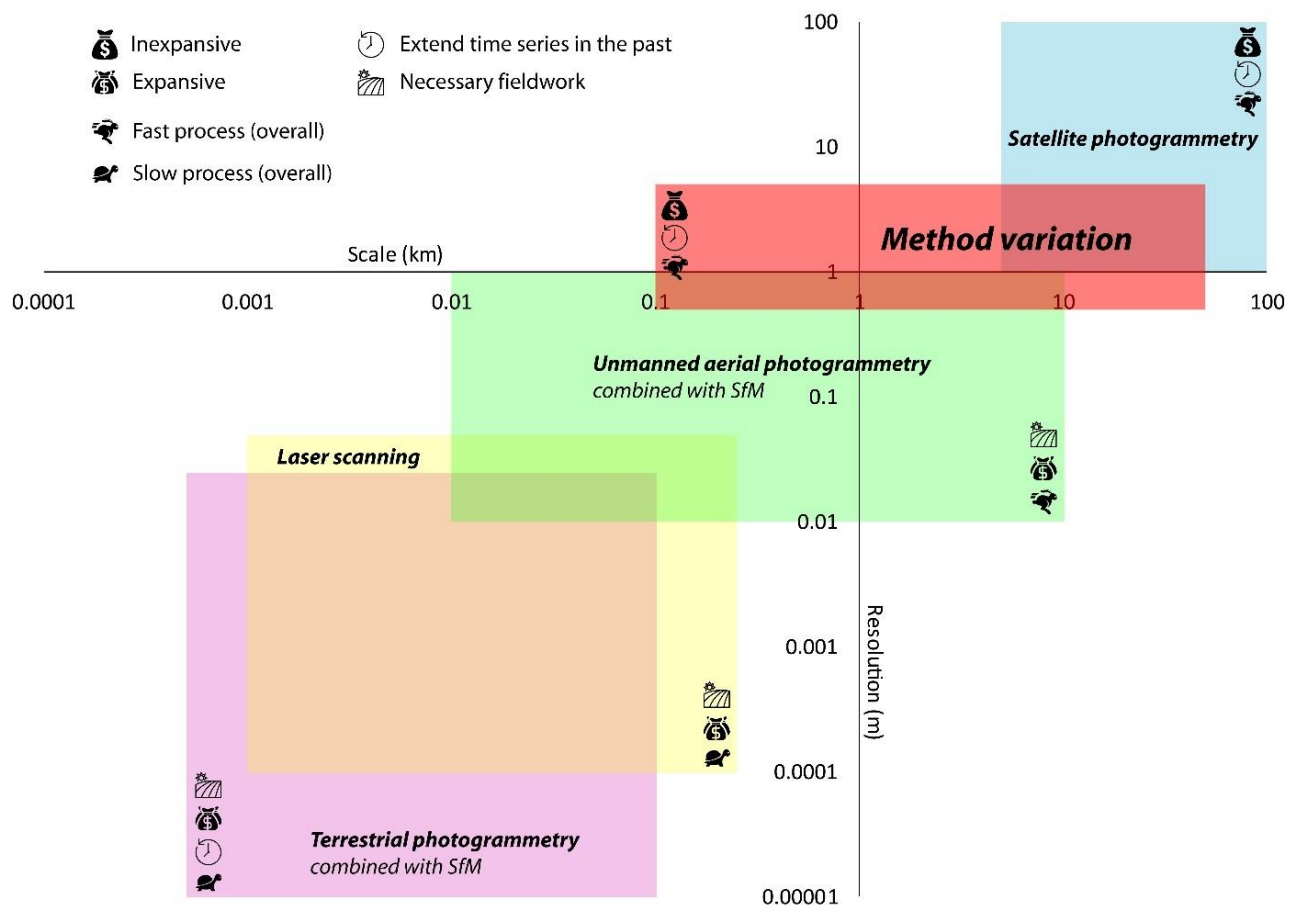 Inexpansive
Extend time series in the past
Expansive
Necessary fieldwork
Fast process (overall)
Slow process (overall)
100
10
Satellite photogrammetry
Method variation
Scale (km)
1
0.0001
0.001
0.01
0.1
1
10
100
Unmanned aerial photogrammetry
combined with SfM
0.1
Laser scanning
0.01
0.001
Resolution (m)
0.0001
Terrestrial photogrammetry
combined with SfM
0.00001